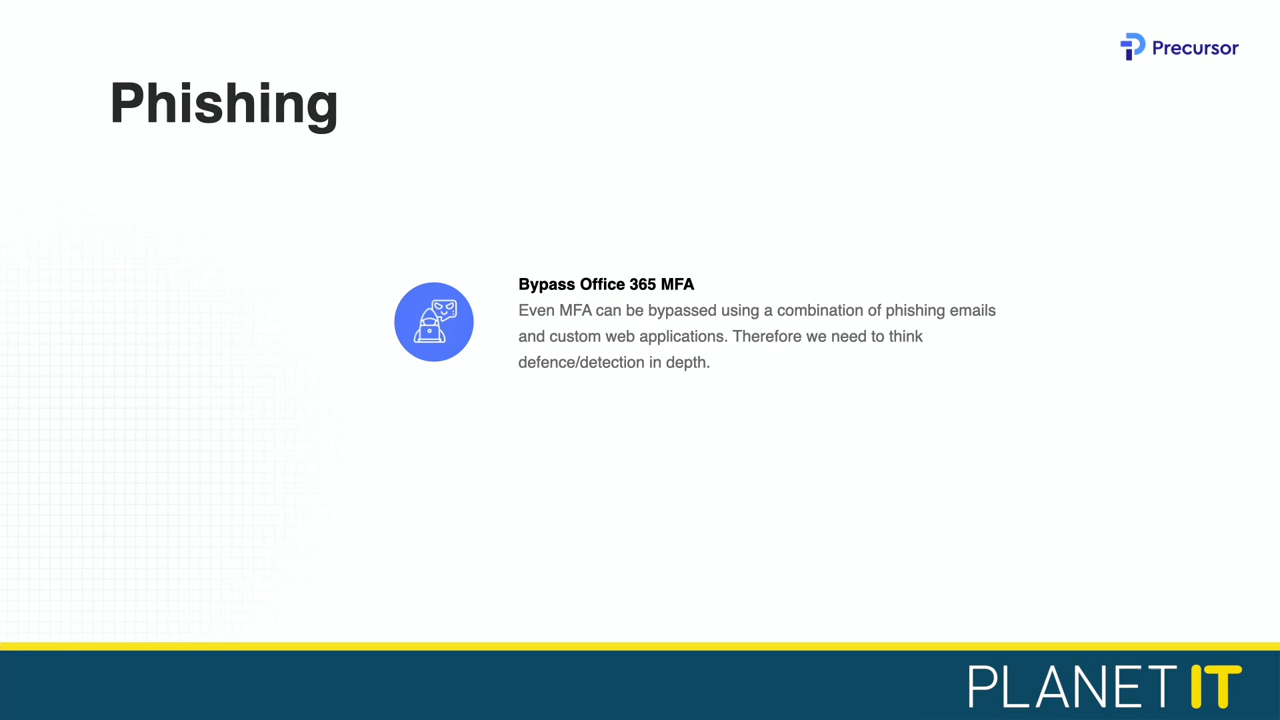 Precursor
Phishing
Bypass Office 365 MFA
Even MFA can be bypassed using a combination of phishing emails
and custom web applications. Therefore we need to think
defence/detection in depth.
PLANET IT